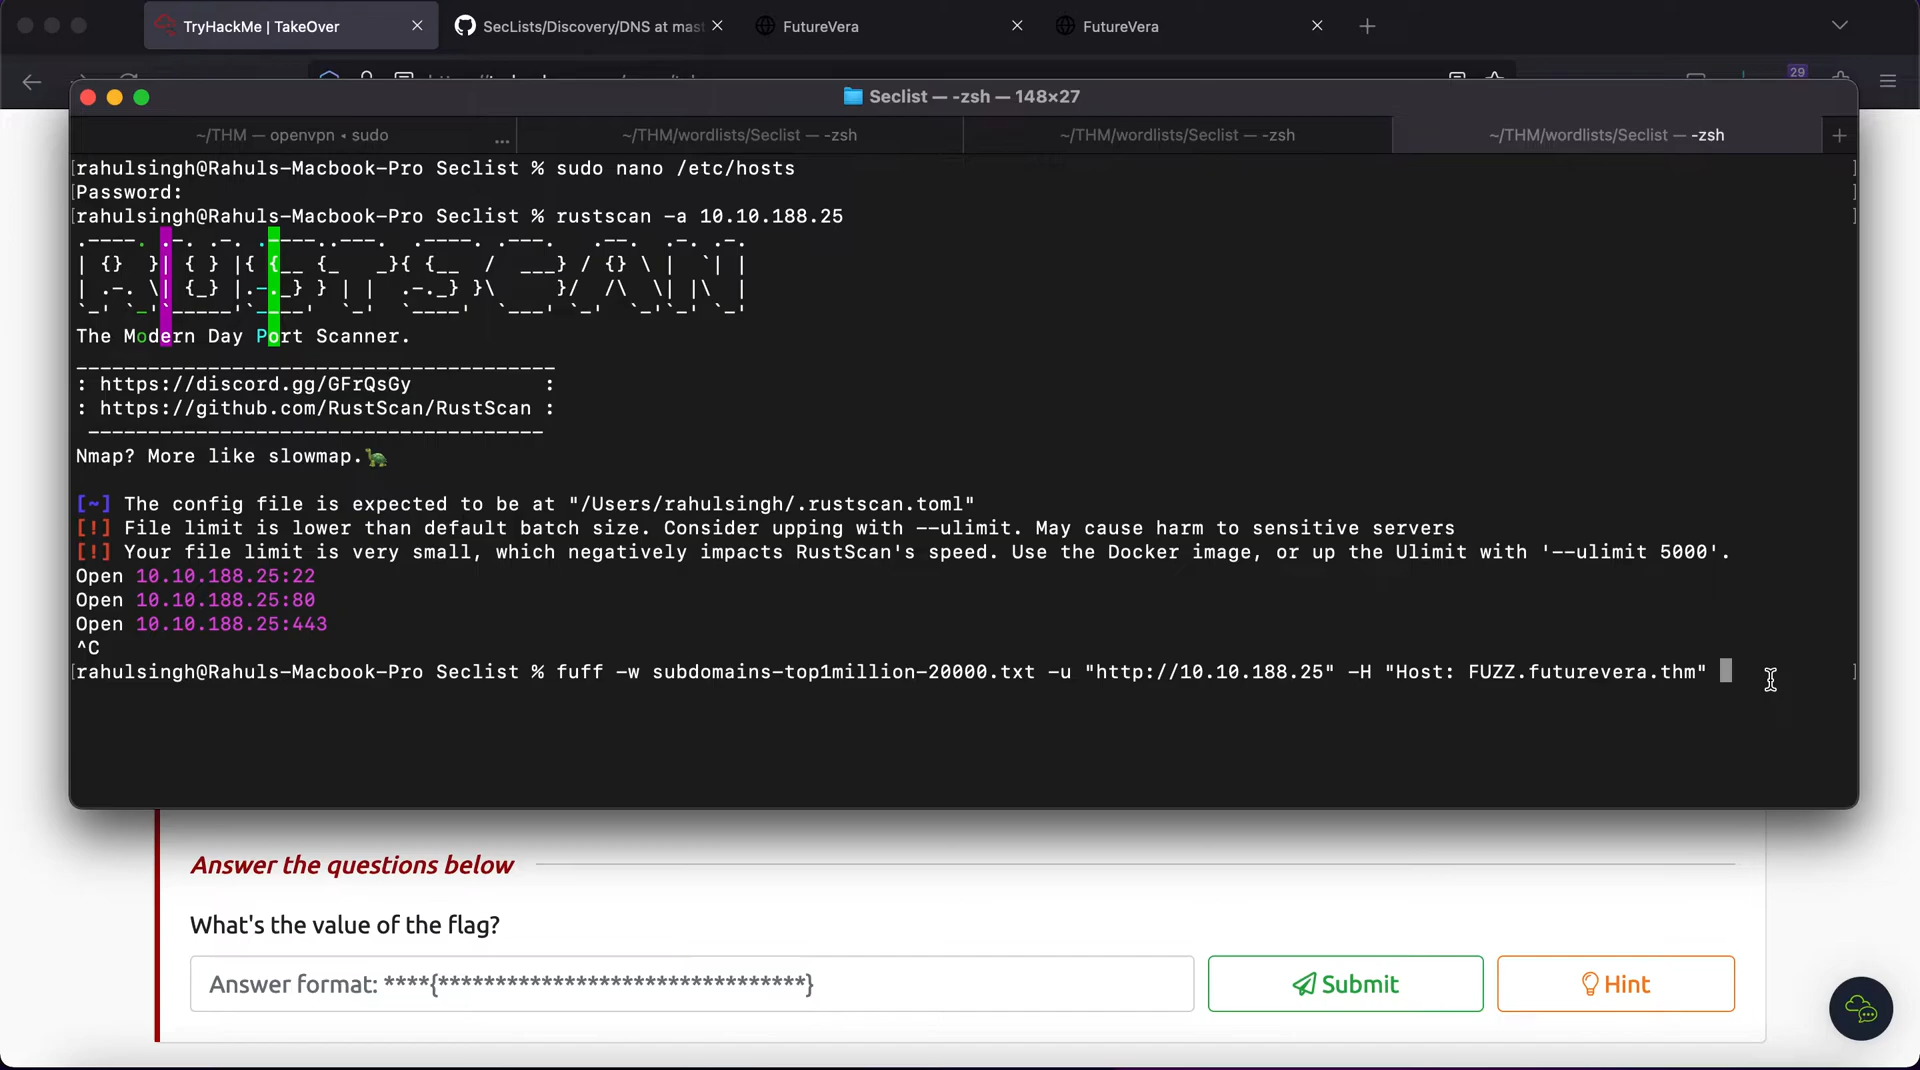 TryHackMe | TakeOver
SecLists/Discovery/DNS at mast
FutureVera
FutureVera
29
Seclist — -zsh — 148×27
~/THM — openvpn ◂ sudo ...
~/THM/wordlists/Seclist — -zsh
~/THM/wordlists/Seclist — -zsh
~/THM/wordlists/Seclist — -zsh
[rahulsingh@Rahuls-Macbook-Pro Seclist % sudo nano /etc/hosts ]
[Password: ]
[rahulsingh@Rahuls-Macbook-Pro Seclist % rustscan -a 10.10.188.25 ]
.----. .-. .-. .----..---. .----. .---. .--. .-. .-.
| {} }| { } |{ {__ {_ _}{ {__ / ___} / {} \ | `| |
| .-. \| {_} |.-._} } | | .-._} }\ }/ /\ \| |\ |
`-' `-'`-----'`----' `-' `----' `---' `-' `-'`-' `-'
The Modern Day Port Scanner.
________________________________________
: https://discord.gg/GFrQsGy :
: https://github.com/RustScan/RustScan :
--------------------------------------
Nmap? More like slowmap.🐢
[~] The config file is expected to be at "/Users/rahulsingh/.rustscan.toml"
[!] File limit is lower than default batch size. Consider upping with --ulimit. May cause harm to sensitive servers
[!] Your file limit is very small, which negatively impacts RustScan's speed. Use the Docker image, or up the Ulimit with '--ulimit 5000'.
Open 10.10.188.25:22
Open 10.10.188.25:80
Open 10.10.188.25:443
^C
[rahulsingh@Rahuls-Macbook-Pro Seclist % fuff -w subdomains-top1million-20000.txt -u "http://10.10.188.25" -H "Host: FUZZ.futurevera.thm" ]
Answer the questions below
What's the value of the flag?
Answer format: ****{********************************}
Submit
Hint